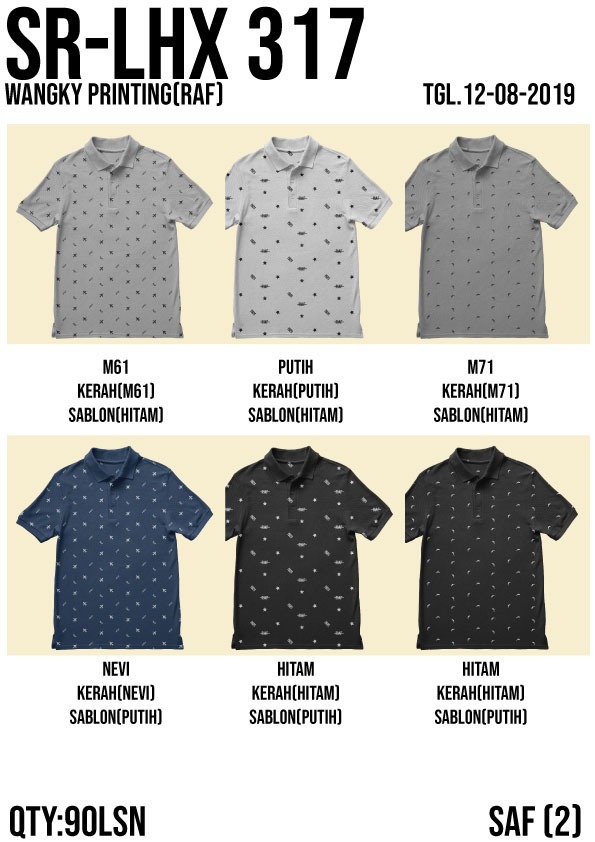 SR-LHX 317
WANGKY PRINTING(RAF)
TGL.12-08-2019
M61
KERAH(M61)
SABLON(HITAM)
PUTIH
KERAH(PUTIH)
SABLON(HITAM)
M71
KERAH(M71)
SABLON(HITAM)
NEVI
KERAH(NEVI)
SABLON(PUTIH)
HITAM
KERAH(HITAM)
SABLON(PUTIH)
HITAM
KERAH(HITAM)
SABLON(PUTIH)
QTY:90LSN
SAF (2)